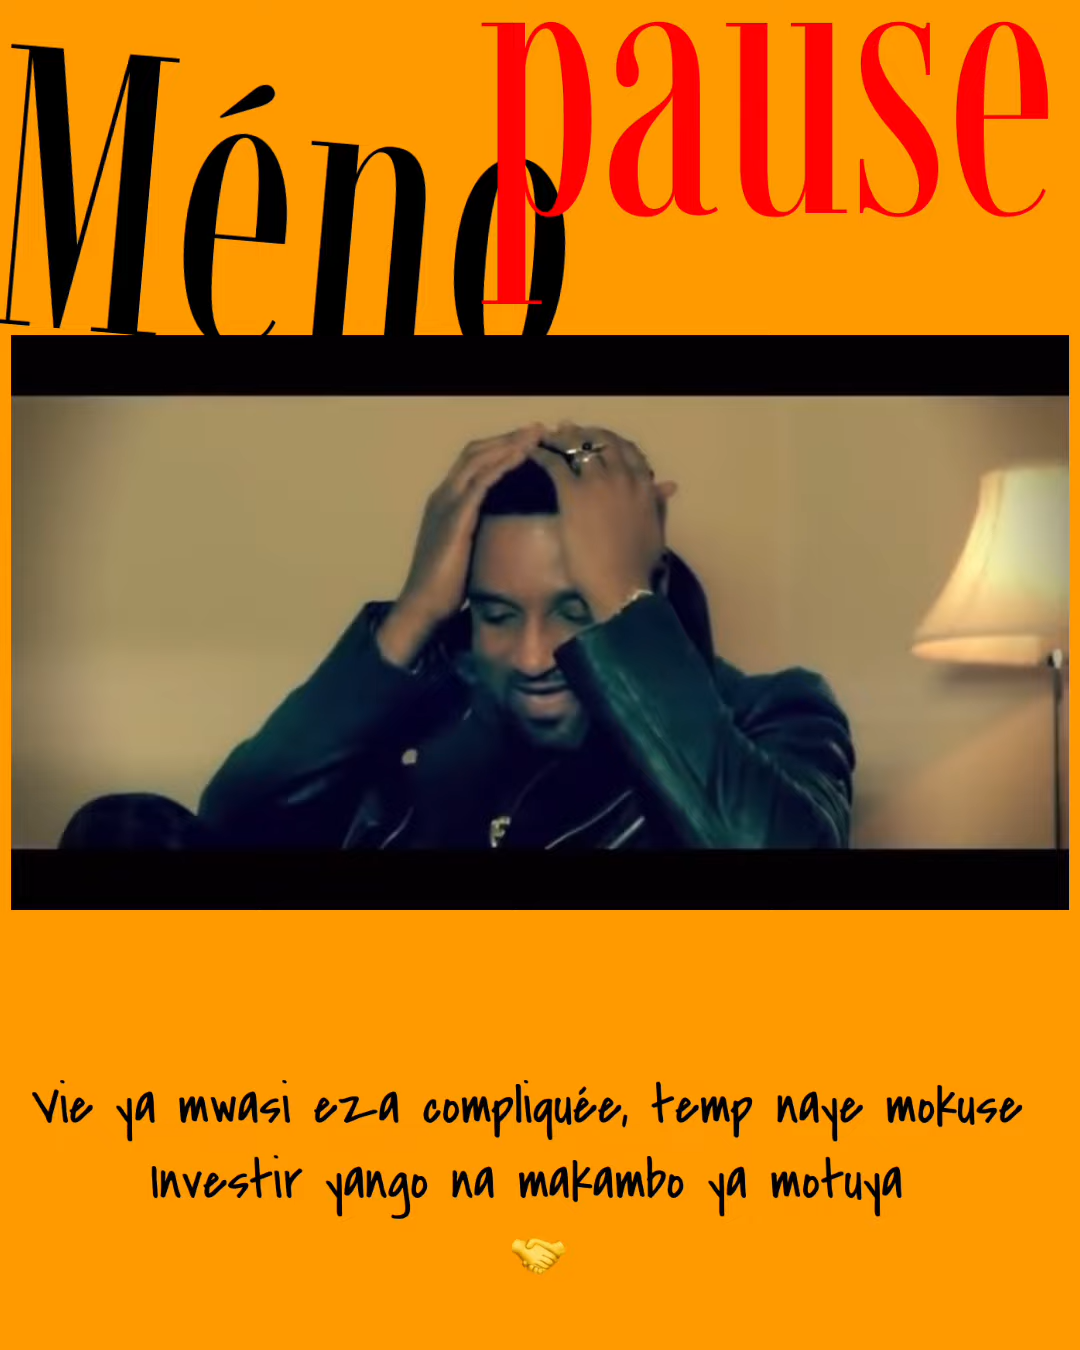 Méno
pause
Vie ya mwasi eza compliquée, temp naye mokuse
Investir yango na makambo ya motuya
🤝